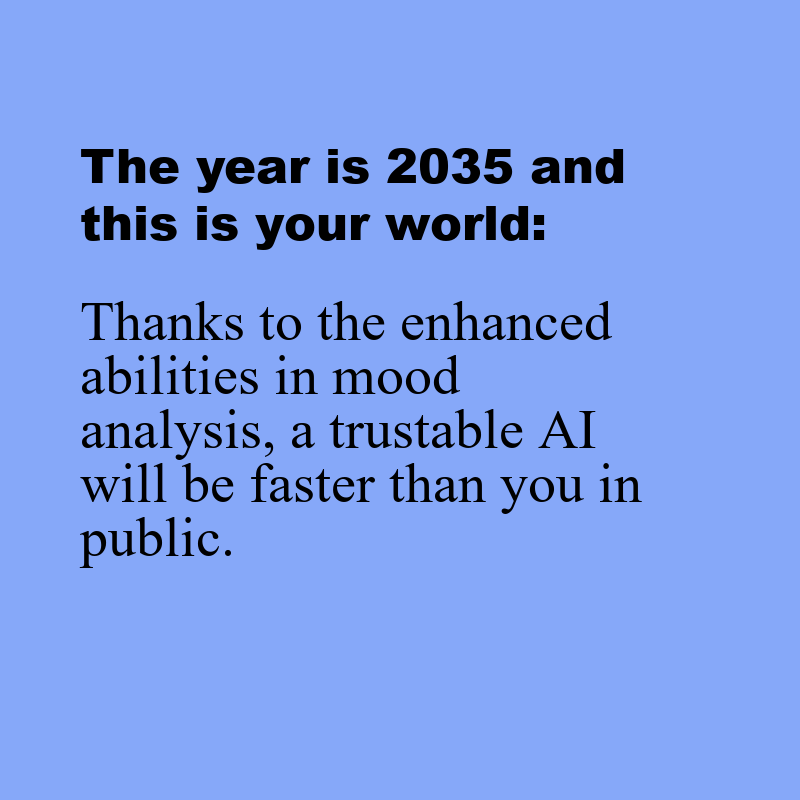 The year is 2035 and
this is your world:
Thanks to the enhanced
abilities in mood
analysis, a trustable AI
will be faster than you in
public.